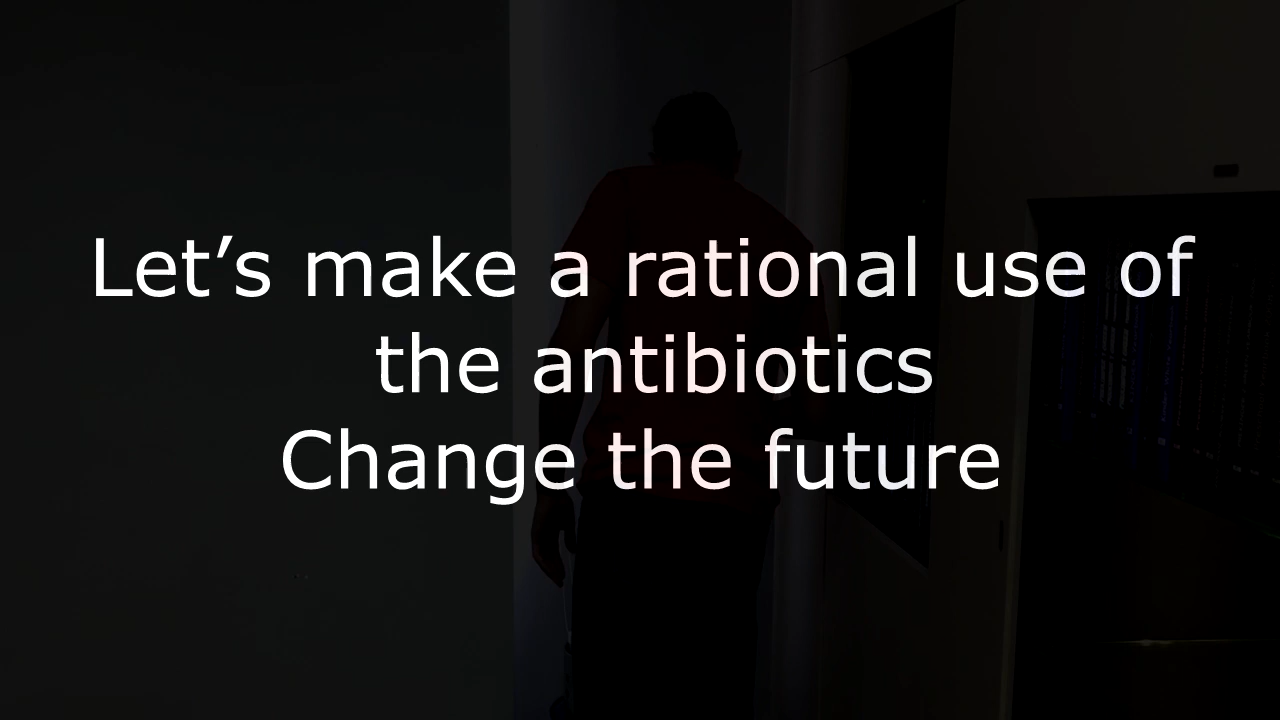 Let’s make a rational use of
the antibiotics
Change the future